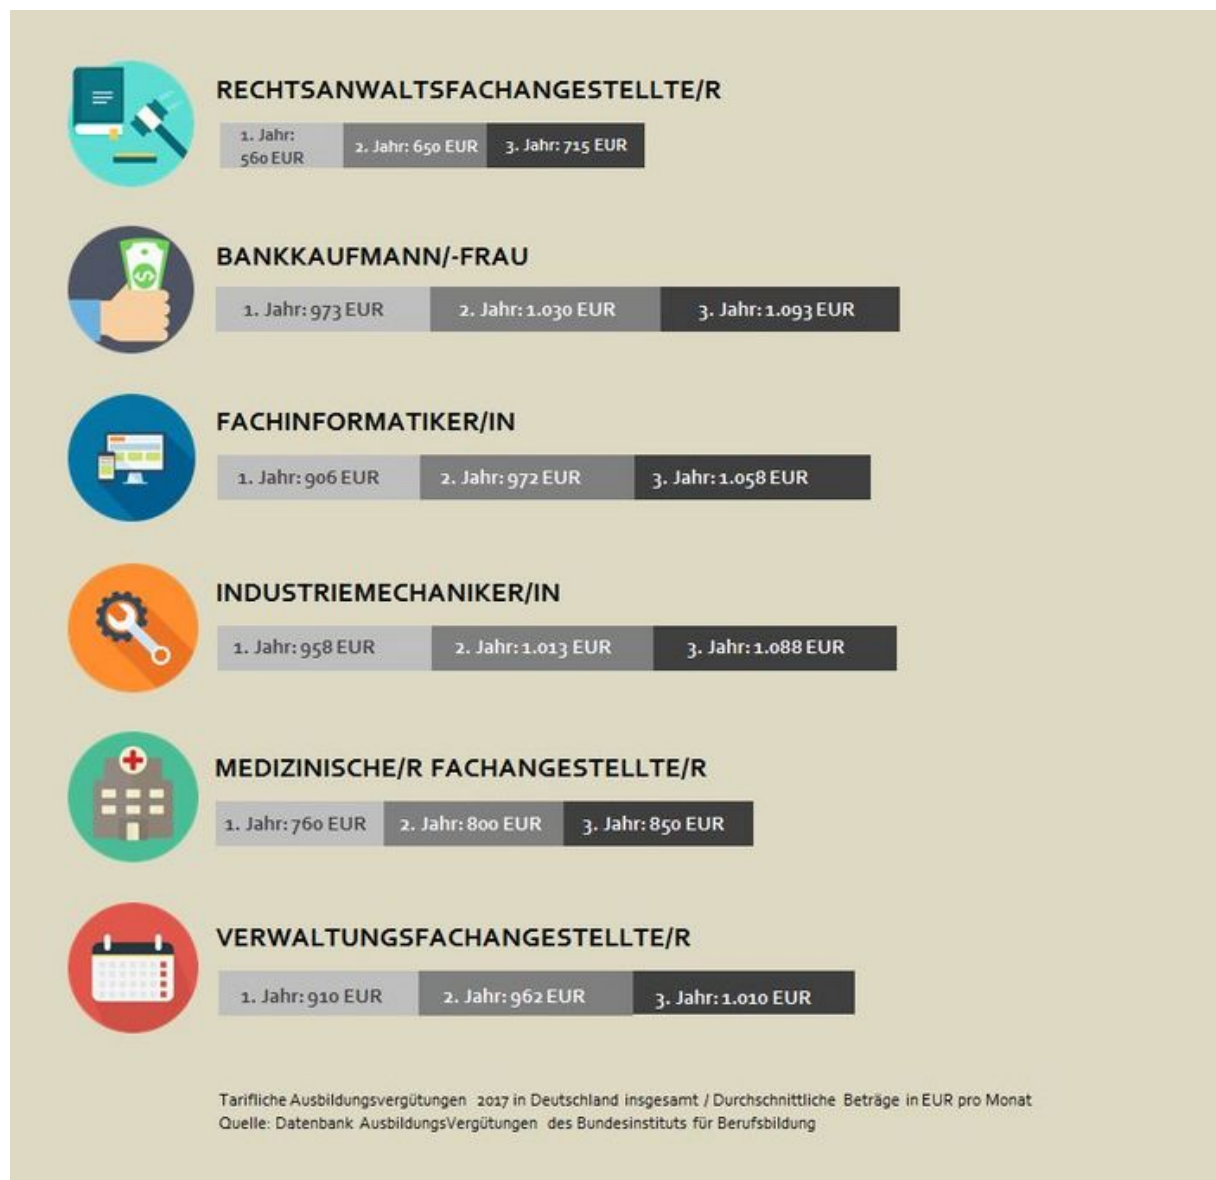 RECHTSANWALTSFACHANGESTELLTE/R
1. Jahr:
560 EUR
2. Jahr: 650 EUR
3. Jahr: 715 EUR
BANKKAUFMANN/-FRAU
1. Jahr: 973 EUR
2. Jahr: 1.030 EUR
3. Jahr: 1.093 EUR
FACHINFORMATIKER/IN
1. Jahr: 906 EUR
2. Jahr: 972 EUR
3. Jahr: 1.058 EUR
INDUSTRIEMECHANIKER/IN
1. Jahr: 958 EUR
2. Jahr: 1.013 EUR
3. Jahr: 1.088 EUR
MEDIZINISCHE/R FACHANGESTELLTE/R
1. Jahr: 760 EUR
2. Jahr: 800 EUR
3. Jahr: 850 EUR
VERWALTUNGSFACHANGESTELLTE/R
1. Jahr: 910 EUR
2. Jahr: 962 EUR
3. Jahr: 1.010 EUR
Tarifliche Ausbildungsvergütungen 2017 in Deutschland insgesamt / Durchschnittliche Beträge in EUR pro Monat
Quelle: Datenbank AusbildungsVergütungen des Bundesinstituts für Berufsbildung